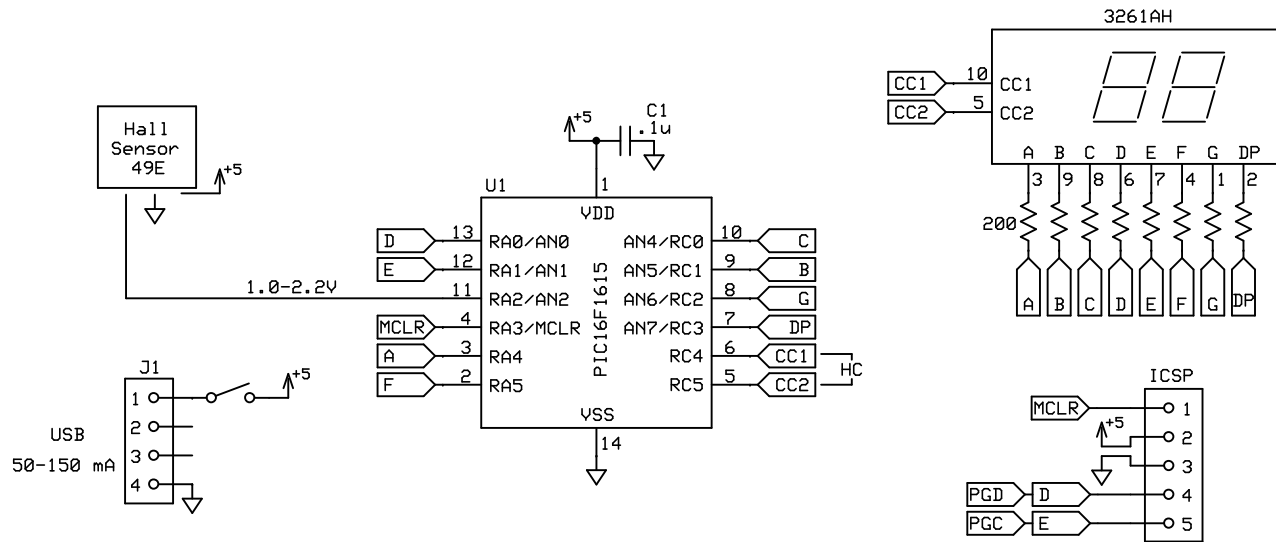 3261AH
CC1 10 CC1
CC2 5 CC2
A B C D E F G DP
3 9 8 6 7 4 1 2
200
A B C D E F G DP
Hall
Sensor
49E
+5
+5
C1
.1u
U1
1
VDD
D 13 RA0/AN0 AN4/RC0 10 C
E 12 RA1/AN1 AN5/RC1 9 B
1.0-2.2V 11 RA2/AN2 AN6/RC2 8 G
MCLR 4 RA3/MCLR AN7/RC3 7 DP
A 3 RA4 RC4 6 CC1
F 2 RA5 RC5 5 CC2
HC
PIC16F1615
VSS
14
J1
1
2
3
4
+5
USB
50-150 mA
ICSP
MCLR 1
+5 2
3
PGD D 4
PGC E 5